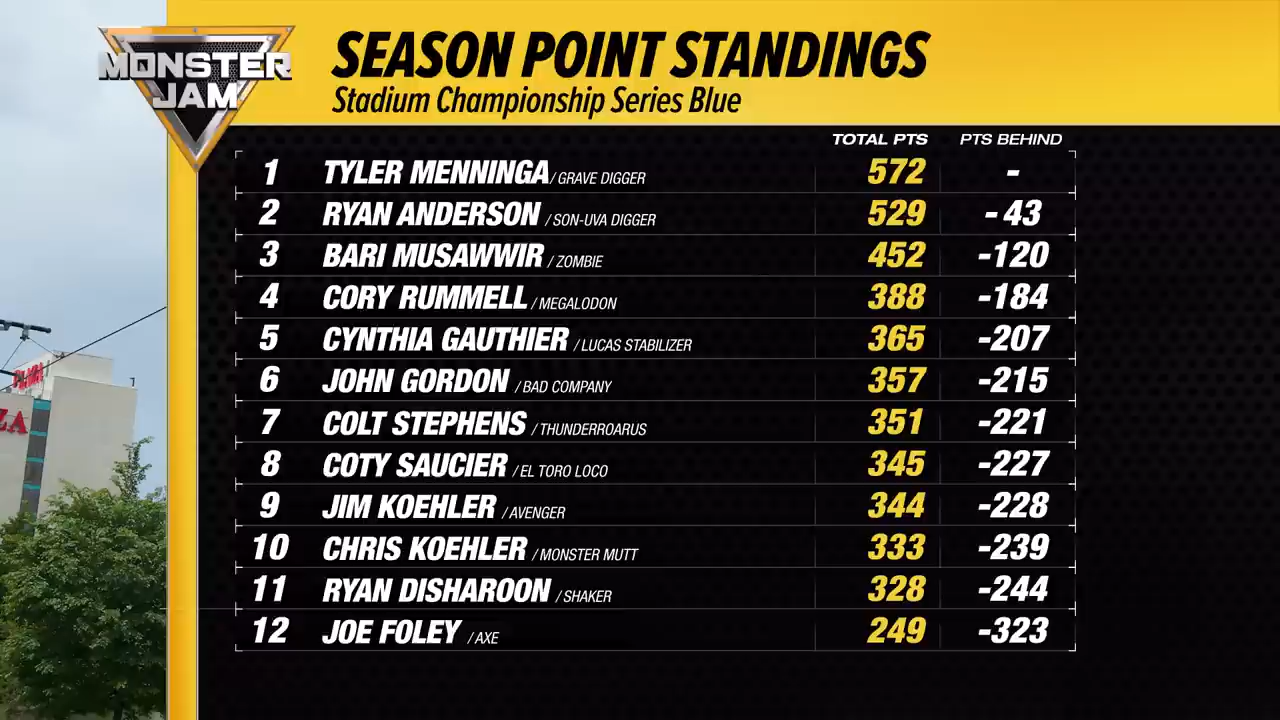 MONSTER
JAM
SEASON POINT STANDINGS
Stadium Championship Series Blue
TOTAL PTS PTS BEHIND
1 TYLER MENNINGA / GRAVE DIGGER 572 -
2 RYAN ANDERSON / SON-UVA DIGGER 529 - 43
3 BARI MUSAWWIR / ZOMBIE 452 -120
4 CORY RUMMELL / MEGALODON 388 -184
5 CYNTHIA GAUTHIER / LUCAS STABILIZER 365 -207
6 JOHN GORDON / BAD COMPANY 357 -215
7 COLT STEPHENS / THUNDERROARUS 351 -221
8 COTY SAUCIER / EL TORO LOCO 345 -227
9 JIM KOEHLER / AVENGER 344 -228
10 CHRIS KOEHLER / MONSTER MUTT 333 -239
11 RYAN DISHAROON / SHAKER 328 -244
12 JOE FOLEY / AXE 249 -323
PLAZA
ZA